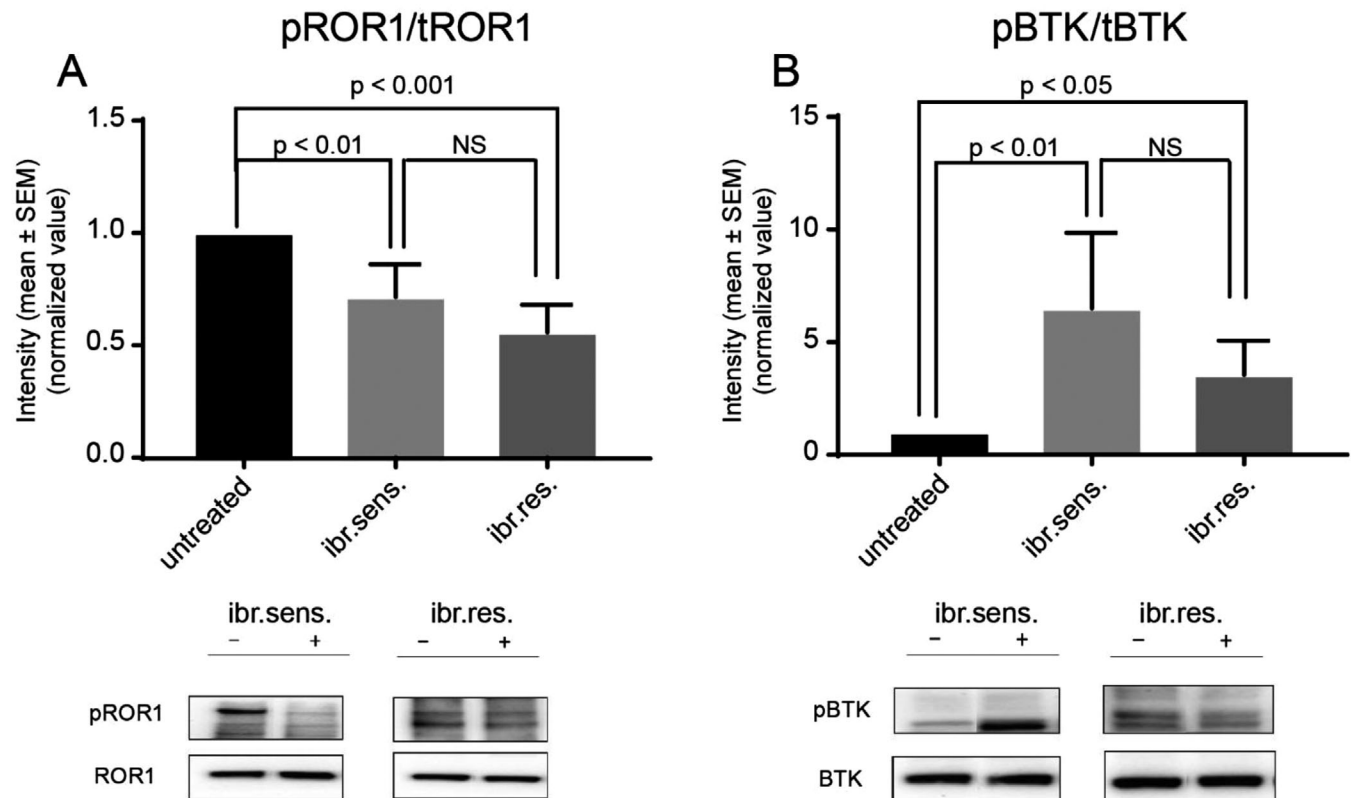 pROR1/tROR1
A
p < 0.001
p < 0.01
NS
1.5
1.0
0.5
0.0
Intensity (mean ± SEM)
(normalized value)
untreated
ibr.sens.
ibr.res.
ibr.sens.
ibr.res.
− +
− +
pROR1
ROR1
pBTK/tBTK
B
p < 0.05
p < 0.01
NS
15
10
5
0
Intensity (mean ± SEM)
(normalized value)
untreated
ibr.sens.
ibr.res.
ibr.sens.
ibr.res.
− +
− +
pBTK
BTK